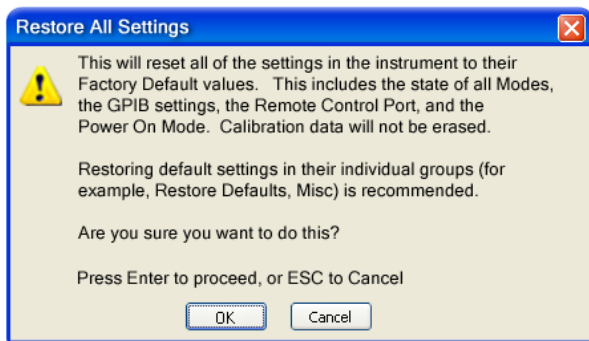 Restore All Settings
This will reset all of the settings in the instrument to their
Factory Default values.   This includes the state of all Modes,
the GPIB settings, the Remote Control Port, and the
Power On Mode.  Calibration data will not be erased.
Restoring default settings in their individual groups (for
example, Restore Defaults, Misc) is recommended.
Are you sure you want to do this?
Press Enter to proceed, or ESC to Cancel
OK
Cancel